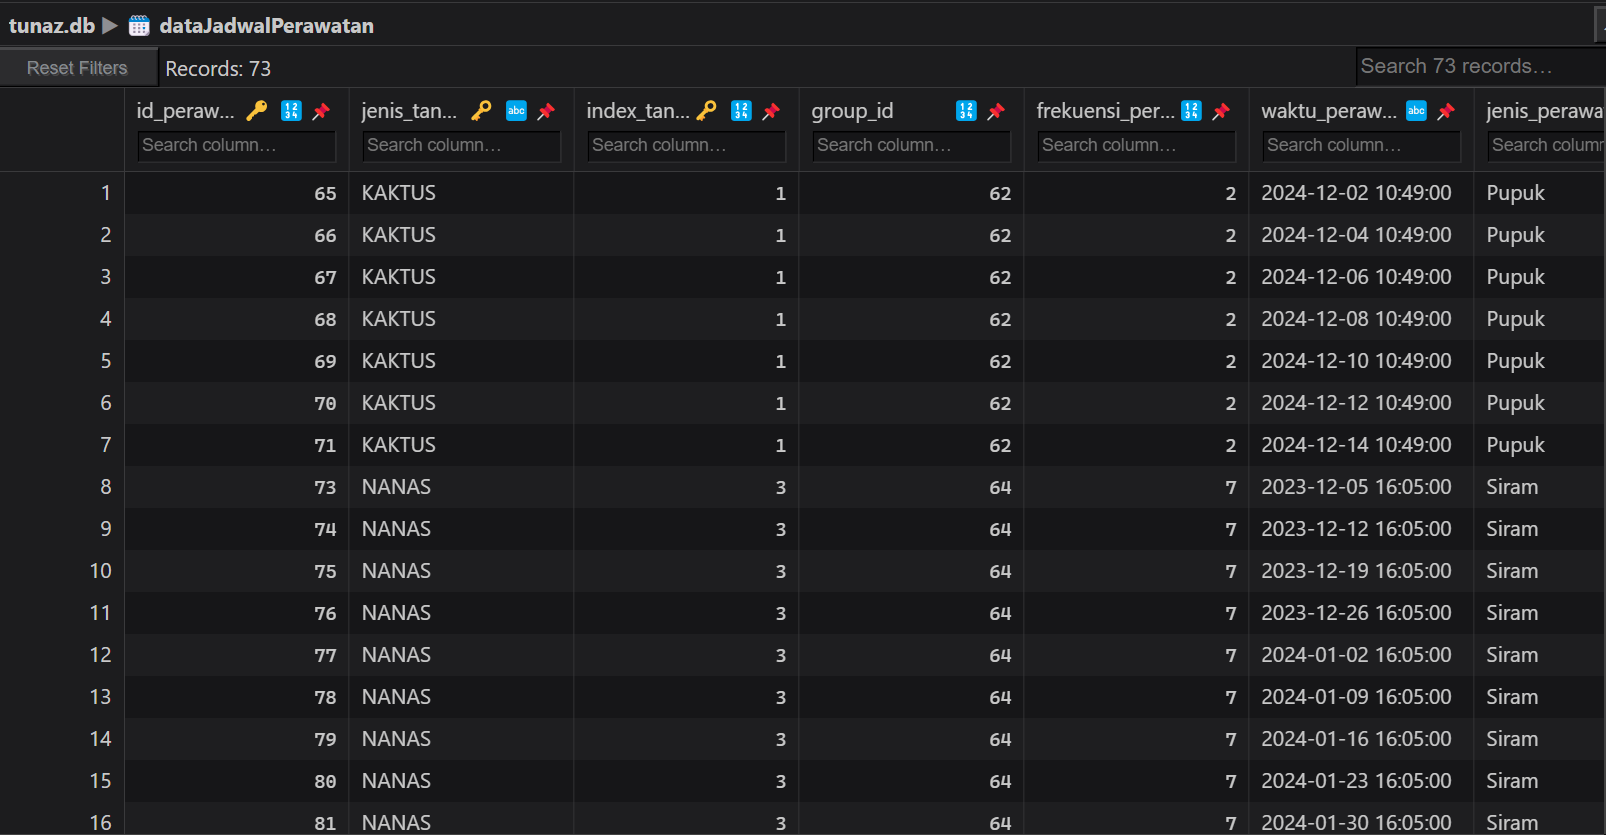 tunaz.db ▶ dataJadwalPerawatan
Reset Filters Records: 73 Search 73 records...
id_peraw... jenis_tan... index_tan... group_id frekuensi_per... waktu_peraw... jenis_perawa
Search column... Search column... Search column... Search column... Search column... Search column... Search colum
1 65 KAKTUS 1 62 2 2024-12-02 10:49:00 Pupuk
2 66 KAKTUS 1 62 2 2024-12-04 10:49:00 Pupuk
3 67 KAKTUS 1 62 2 2024-12-06 10:49:00 Pupuk
4 68 KAKTUS 1 62 2 2024-12-08 10:49:00 Pupuk
5 69 KAKTUS 1 62 2 2024-12-10 10:49:00 Pupuk
6 70 KAKTUS 1 62 2 2024-12-12 10:49:00 Pupuk
7 71 KAKTUS 1 62 2 2024-12-14 10:49:00 Pupuk
8 73 NANAS 3 64 7 2023-12-05 16:05:00 Siram
9 74 NANAS 3 64 7 2023-12-12 16:05:00 Siram
10 75 NANAS 3 64 7 2023-12-19 16:05:00 Siram
11 76 NANAS 3 64 7 2023-12-26 16:05:00 Siram
12 77 NANAS 3 64 7 2024-01-02 16:05:00 Siram
13 78 NANAS 3 64 7 2024-01-09 16:05:00 Siram
14 79 NANAS 3 64 7 2024-01-16 16:05:00 Siram
15 80 NANAS 3 64 7 2024-01-23 16:05:00 Siram
16 81 NANAS 3 64 7 2024-01-30 16:05:00 Siram